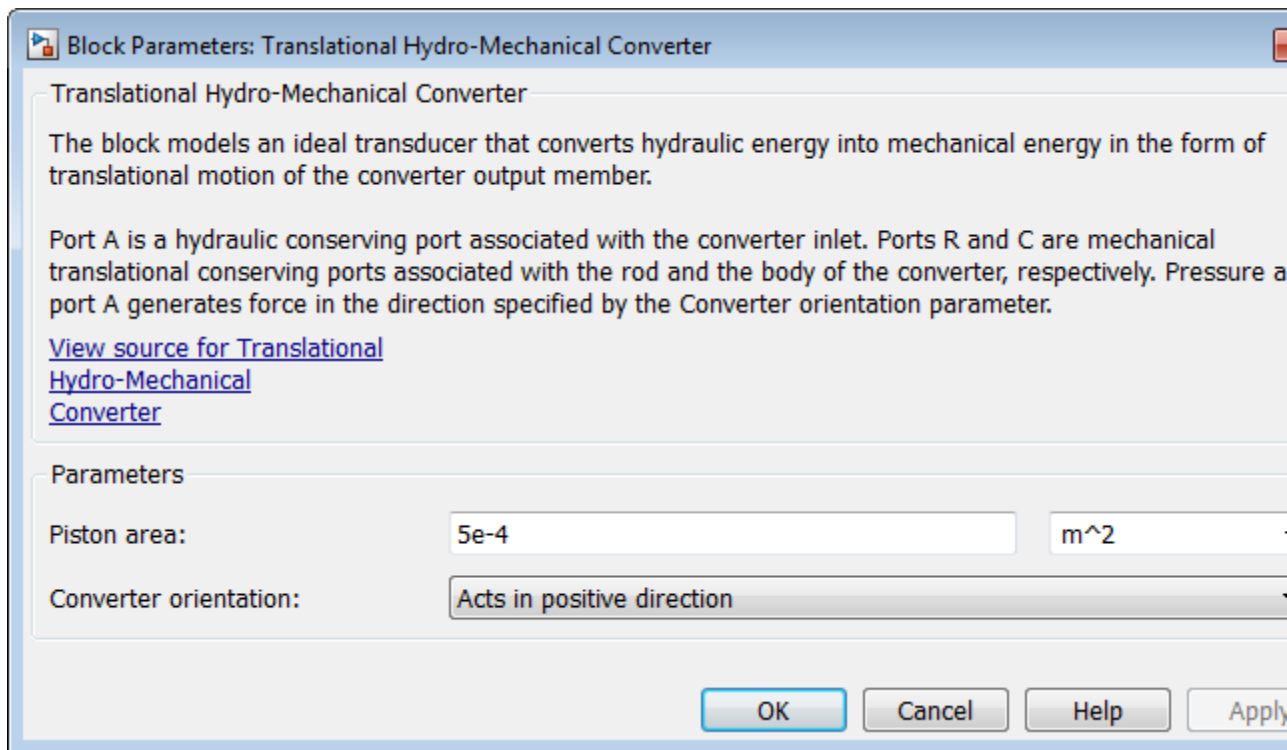 Block Parameters: Translational Hydro-Mechanical Converter
Translational Hydro-Mechanical Converter
The block models an ideal transducer that converts hydraulic energy into mechanical energy in the form of
translational motion of the converter output member.
Port A is a hydraulic conserving port associated with the converter inlet. Ports R and C are mechanical
translational conserving ports associated with the rod and the body of the converter, respectively. Pressure a
port A generates force in the direction specified by the Converter orientation parameter.
View source for Translational
Hydro-Mechanical
Converter
Parameters
Piston area: 5e-4 m^2
Converter orientation: Acts in positive direction
OK Cancel Help Apply